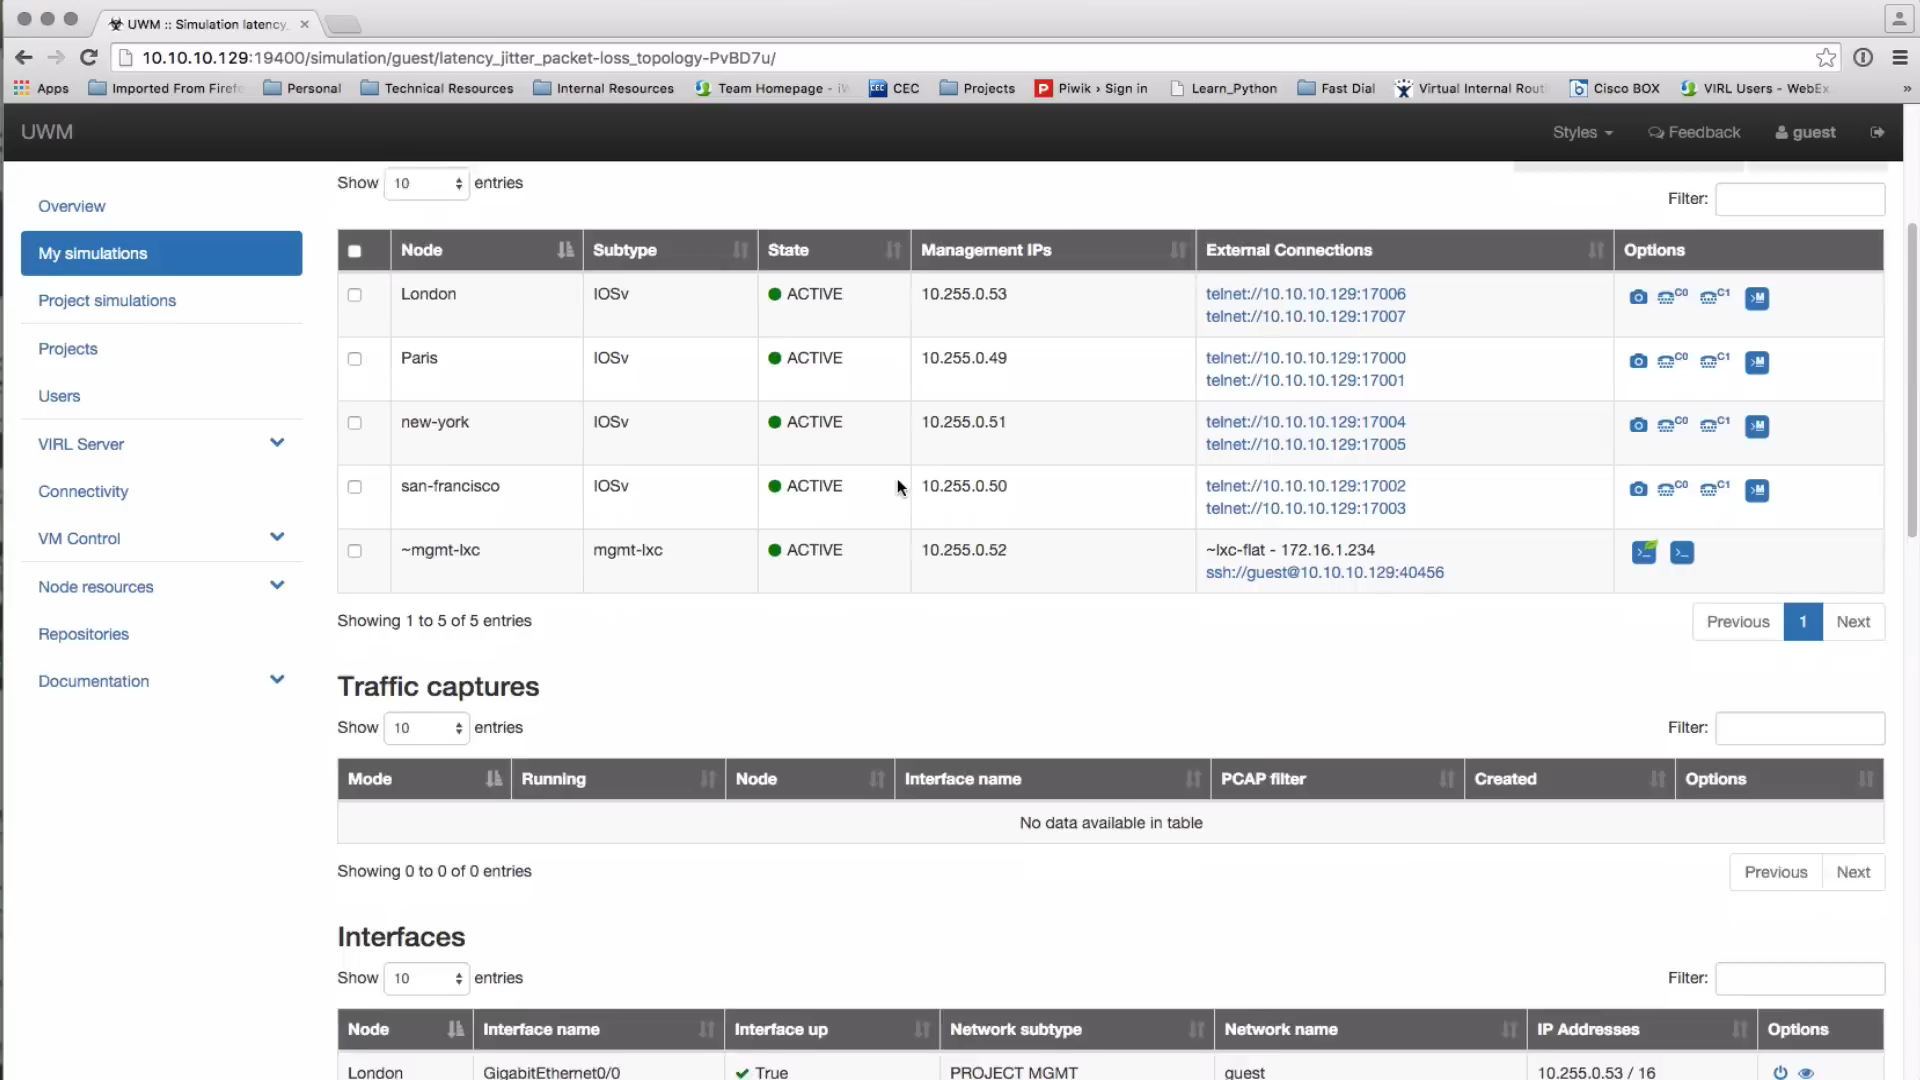 UWM :: Simulation latency
10.10.10.129:19400/simulation/guest/latency_jitter_packet-loss_topology-PvBD7u/
Apps Imported From Firefo Personal Technical Resources Internal Resources Team Homepage - iW CEC Projects Piwik › Sign in Learn_Python Fast Dial Virtual Internal Rout Cisco BOX VIRL Users - WebEx »
UWM Styles Feedback guest
Overview
My simulations
Project simulations
Projects
Users
VIRL Server
Connectivity
VM Control
Node resources
Repositories
Documentation
Show 10 entries
Filter:
Node Subtype State Management IPs External Connections Options
London IOSv ACTIVE 10.255.0.53 telnet://10.10.10.129:17006 C0 C1 >M
telnet://10.10.10.129:17007
Paris IOSv ACTIVE 10.255.0.49 telnet://10.10.10.129:17000 C0 C1 >M
telnet://10.10.10.129:17001
new-york IOSv ACTIVE 10.255.0.51 telnet://10.10.10.129:17004 C0 C1 >M
telnet://10.10.10.129:17005
san-francisco IOSv ACTIVE 10.255.0.50 telnet://10.10.10.129:17002 C0 C1 >M
telnet://10.10.10.129:17003
~mgmt-lxc mgmt-lxc ACTIVE 10.255.0.52 ~lxc-flat - 172.16.1.234 >_ >_
ssh://guest@10.10.10.129:40456
Showing 1 to 5 of 5 entries
Previous 1 Next
Traffic captures
Show 10 entries
Filter:
Mode Running Node Interface name PCAP filter Created Options
No data available in table
Showing 0 to 0 of 0 entries
Previous Next
Interfaces
Show 10 entries
Filter:
Node Interface name Interface up Network subtype Network name IP Addresses Options
London GigabitEthernet0/0 True PROJECT MGMT guest 10.255.0.53 / 16